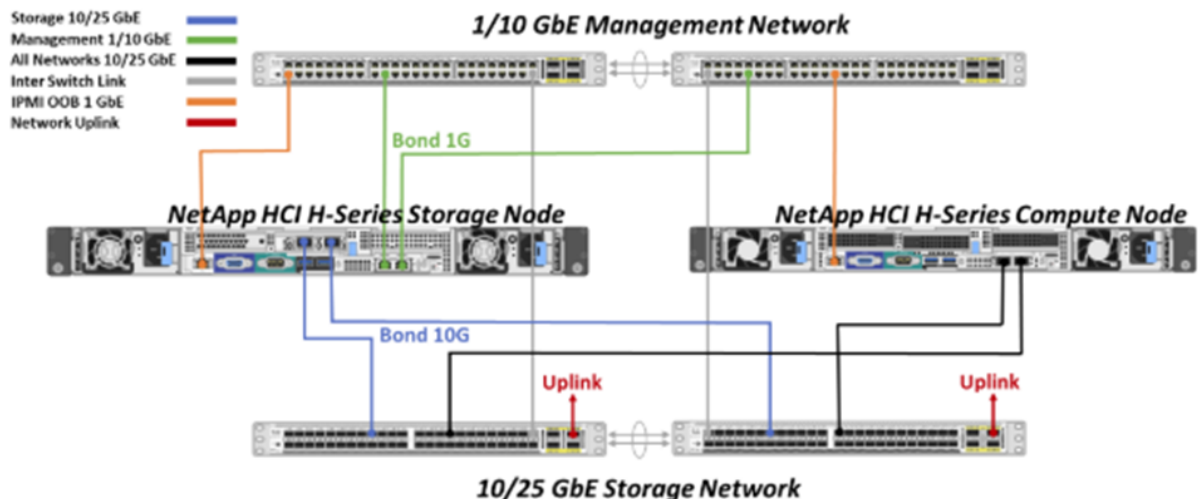 Storage 10/25 GbE
Management 1/10 GbE
All Networks 10/25 GbE
Inter Switch Link
IPMI OOB 1 GbE
Network Uplink
1/10 GbE Management Network
Bond 1G
NetApp HCI H-Series Storage Node
NetApp HCI H-Series Compute Node
Bond 10G
Uplink
Uplink
10/25 GbE Storage Network